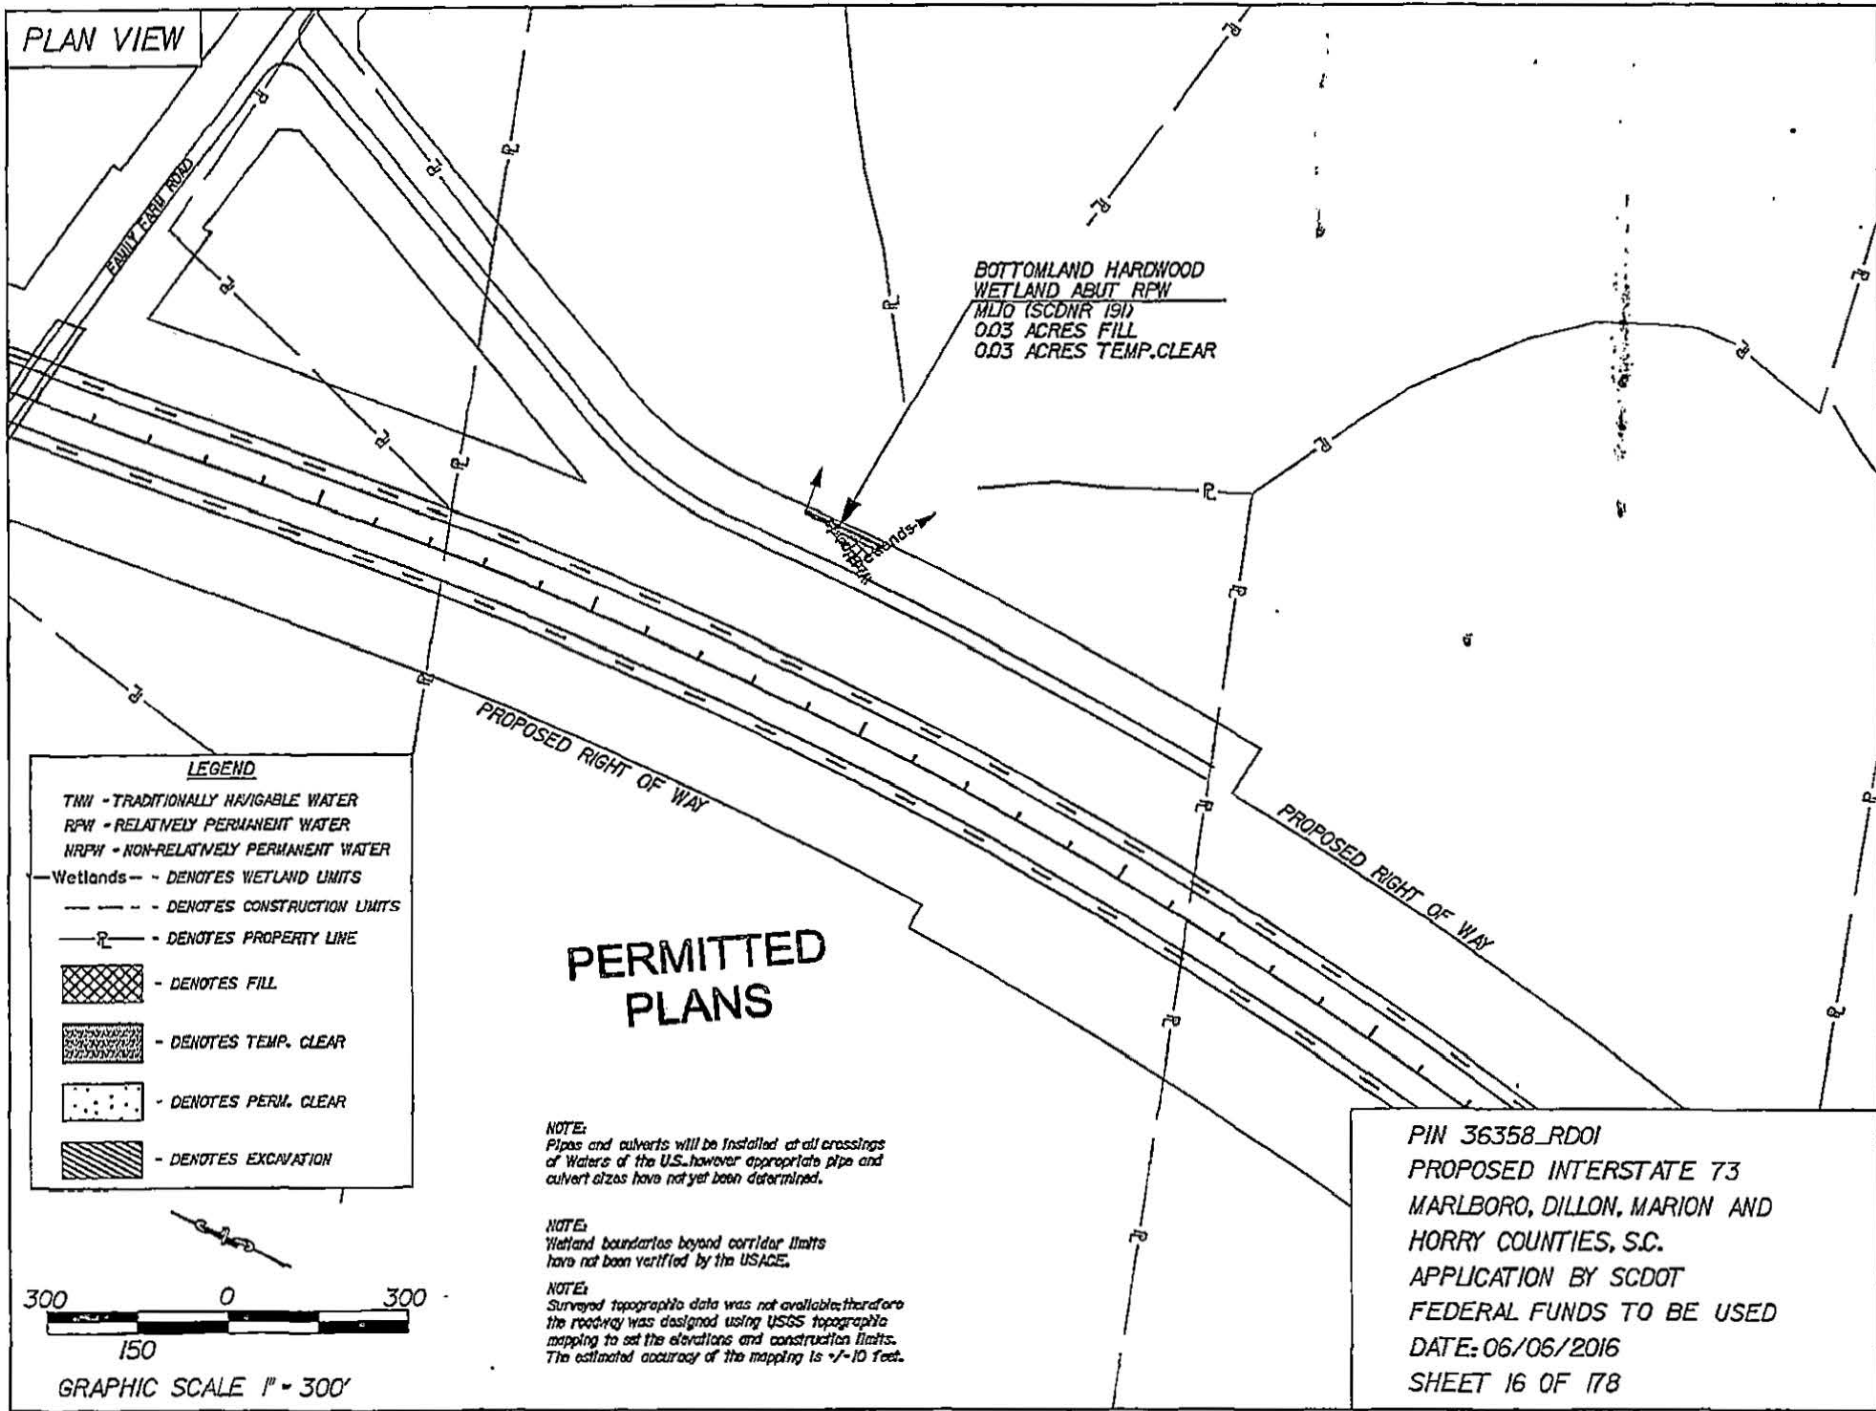 PLAN VIEW
FAMILY FARM ROAD
BOTTOMLAND HARDWOOD
WETLAND ABUT RPW
(SCDNR 191)
0.03 ACRES FILL
0.03 ACRES TEMP.CLEAR
Wetlands
PROPOSED RIGHT OF WAY
PROPOSED RIGHT OF WAY
LEGEND
TNW - TRADITIONALLY NAVIGABLE WATER
RPW - RELATIVELY PERMANENT WATER
NRPW - NON-RELATIVELY PERMANENT WATER
Wetlands - DENOTES WETLAND LIMITS
- DENOTES CONSTRUCTION LIMITS
PL - DENOTES PROPERTY LINE
- DENOTES FILL
- DENOTES TEMP. CLEAR
- DENOTES PERM. CLEAR
- DENOTES EXCAVATION
PERMITTED
PLANS
NOTE:
Pipes and culverts will be installed at all crossings
of Waters of the U.S. however appropriate pipe and
culvert sizes have not yet been determined.
NOTE:
Wetland boundaries beyond corridor limits
have not been verified by the USACE.
NOTE:
Surveyed topographic data was not available; therefore
the roadway was designed using USGS topographic
mapping to set the elevations and construction limits.
The estimated accuracy of the mapping is +/-10 feet.
300 0 300
150
GRAPHIC SCALE 1" = 300'
PIN 36358_RD01
PROPOSED INTERSTATE 73
MARLBORO, DILLON, MARION AND
HORRY COUNTIES, S.C.
APPLICATION BY SCDOT
FEDERAL FUNDS TO BE USED
DATE: 06/06/2016
SHEET 16 OF 178